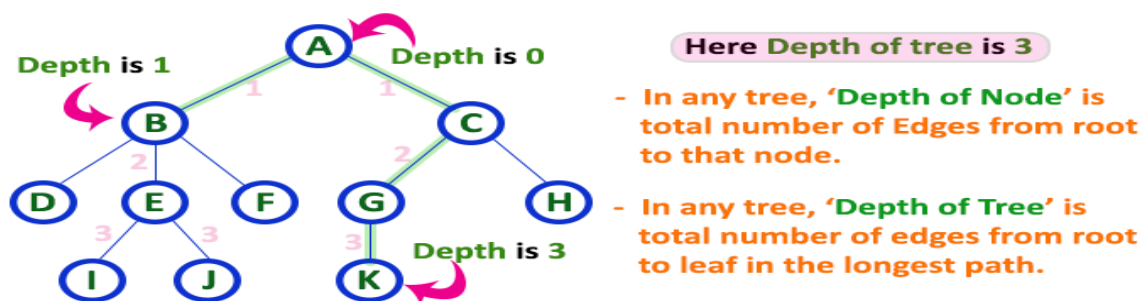 A
Depth is 0
Depth is 1
1
1
B
C
2
2
D
E
F
G
H
3
3
3
I
J
K
Depth is 3
Here Depth of tree is 3
- In any tree, ‘Depth of Node’ is
total number of Edges from root
to that node.
- In any tree, ‘Depth of Tree’ is
total number of edges from root
to leaf in the longest path.